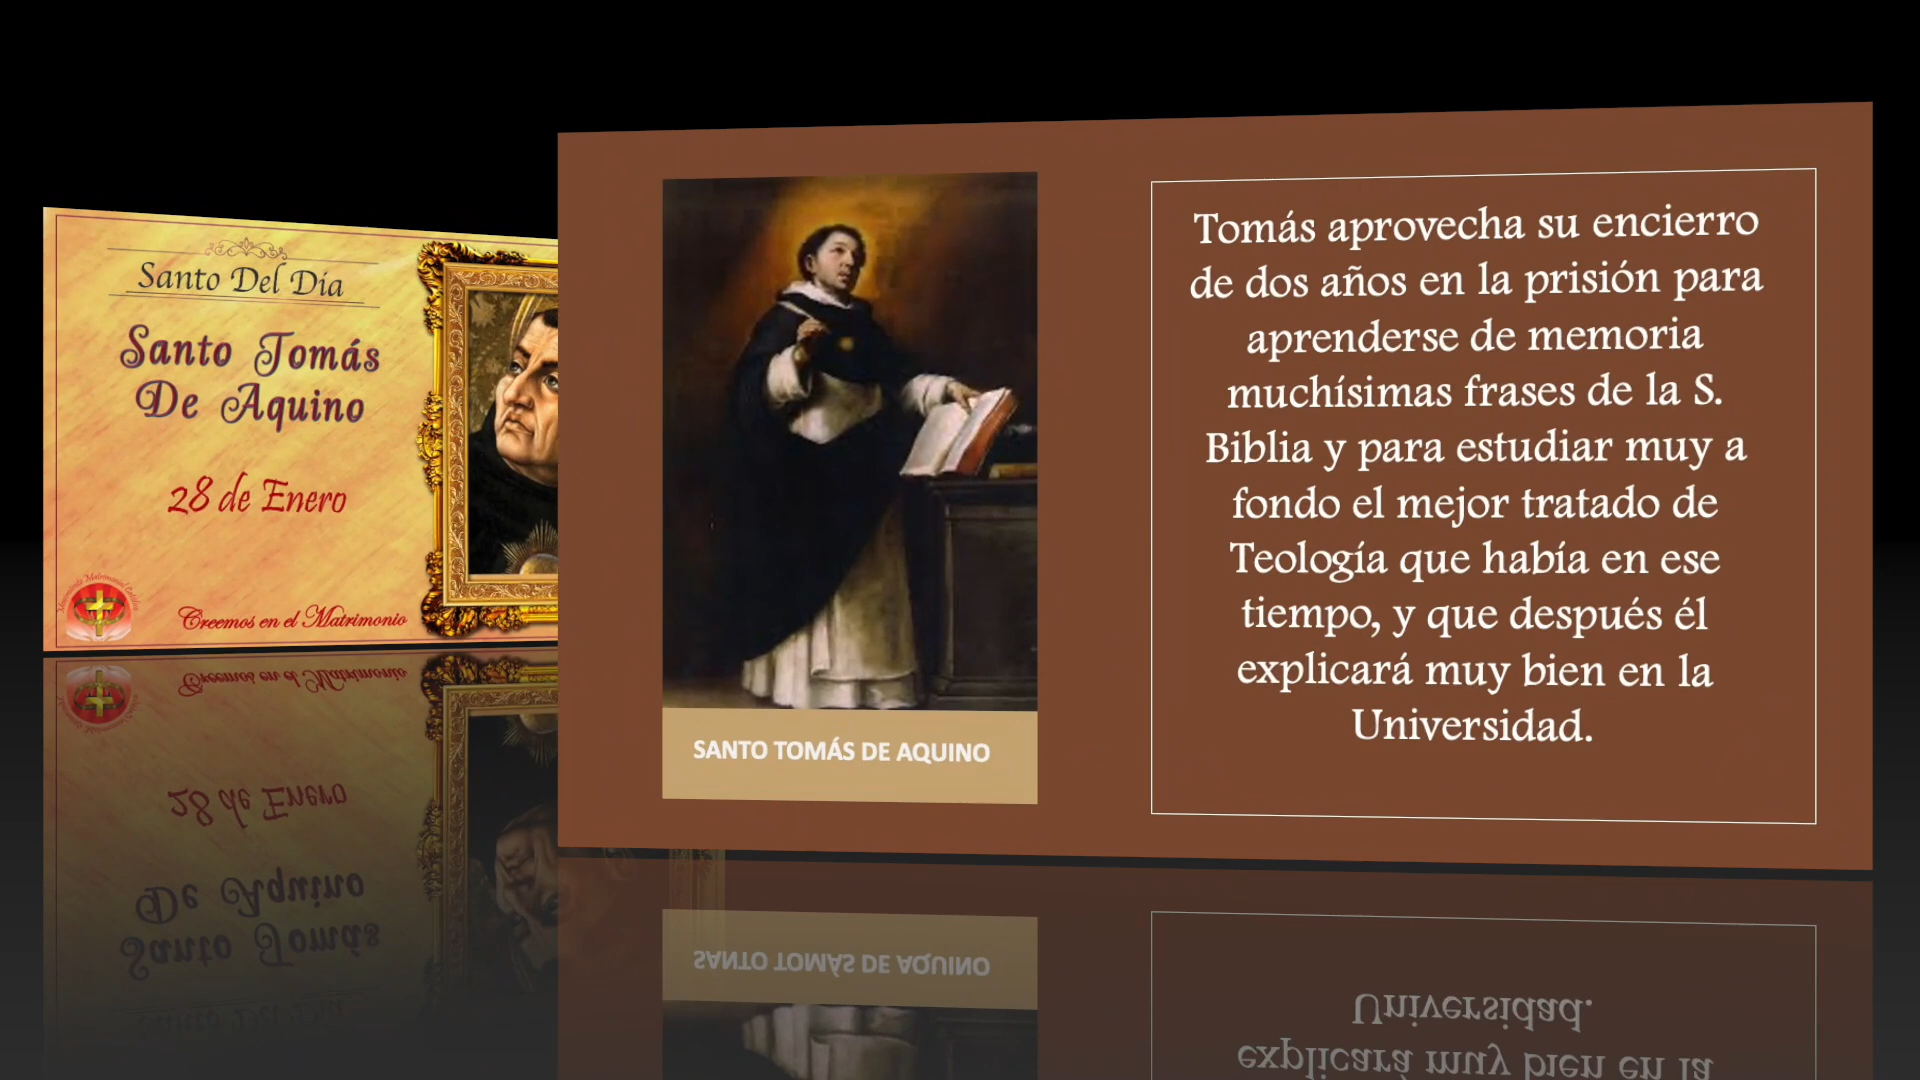 Santo Del Día
Santo Tomás
De Aquino
28 de Enero
Creemos en el Matrimonio
SANTO TOMÁS DE AQUINO
Tomás aprovecha su encierro
de dos años en la prisión para
aprenderse de memoria
muchísimas frases de la S.
Biblia y para estudiar muy a
fondo el mejor tratado de
Teología que había en ese
tiempo, y que después él
explicará muy bien en la
Universidad.